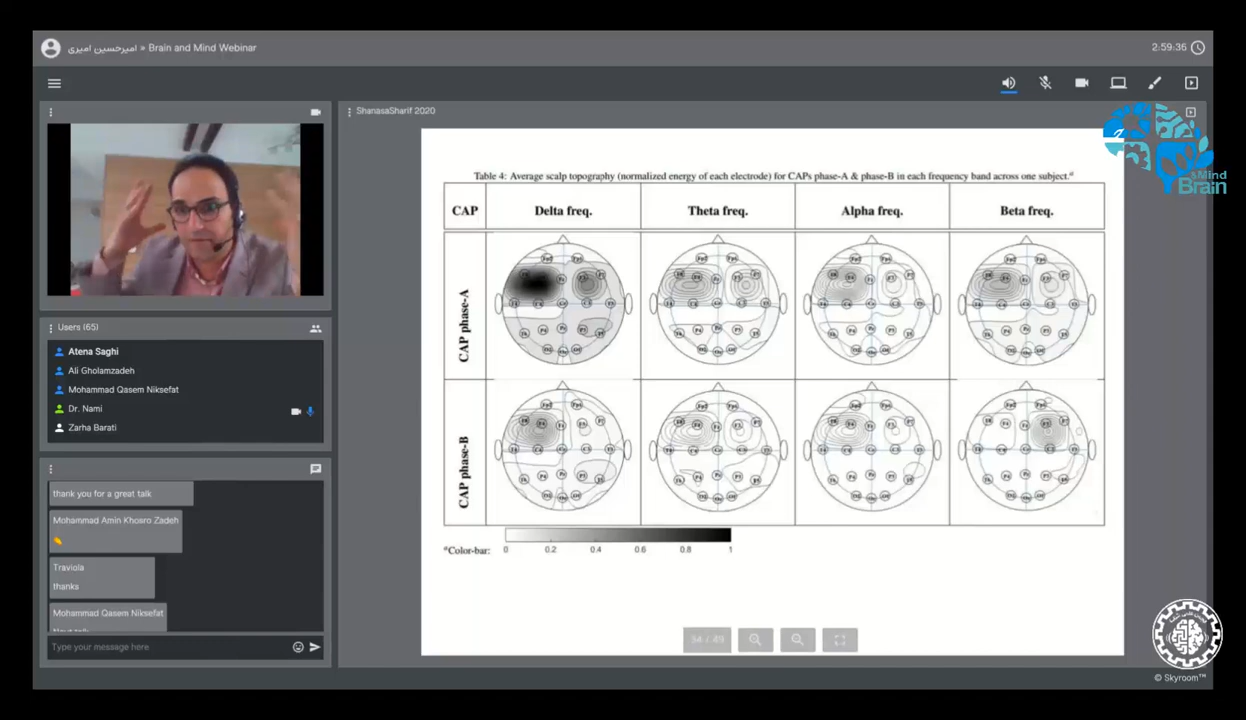 امیرحسین امیری » Brain and Mind Webinar
2:59:36
ShanasaSharif 2020
&Mind
Brain
Users (65)
Atena Saghi
Ali Gholamzadeh
Mohammad Qasem Niksefat
Dr. Nami
Zarha Barati
thank you for a great talk
Mohammad Amin Khosro Zadeh
Traviola
thanks
Mohammad Qasem Niksefat
Type your message here
Table 4: Average scalp topography (normalized energy of each electrode) for CAPs phase-A & phase-B in each frequency band across one subject.a
CAP Delta freq. Theta freq. Alpha freq. Beta freq.
CAP phase-A
CAP phase-B
aColor-bar: 0 0.2 0.4 0.6 0.8 1
34 / 49
© Skyroom™